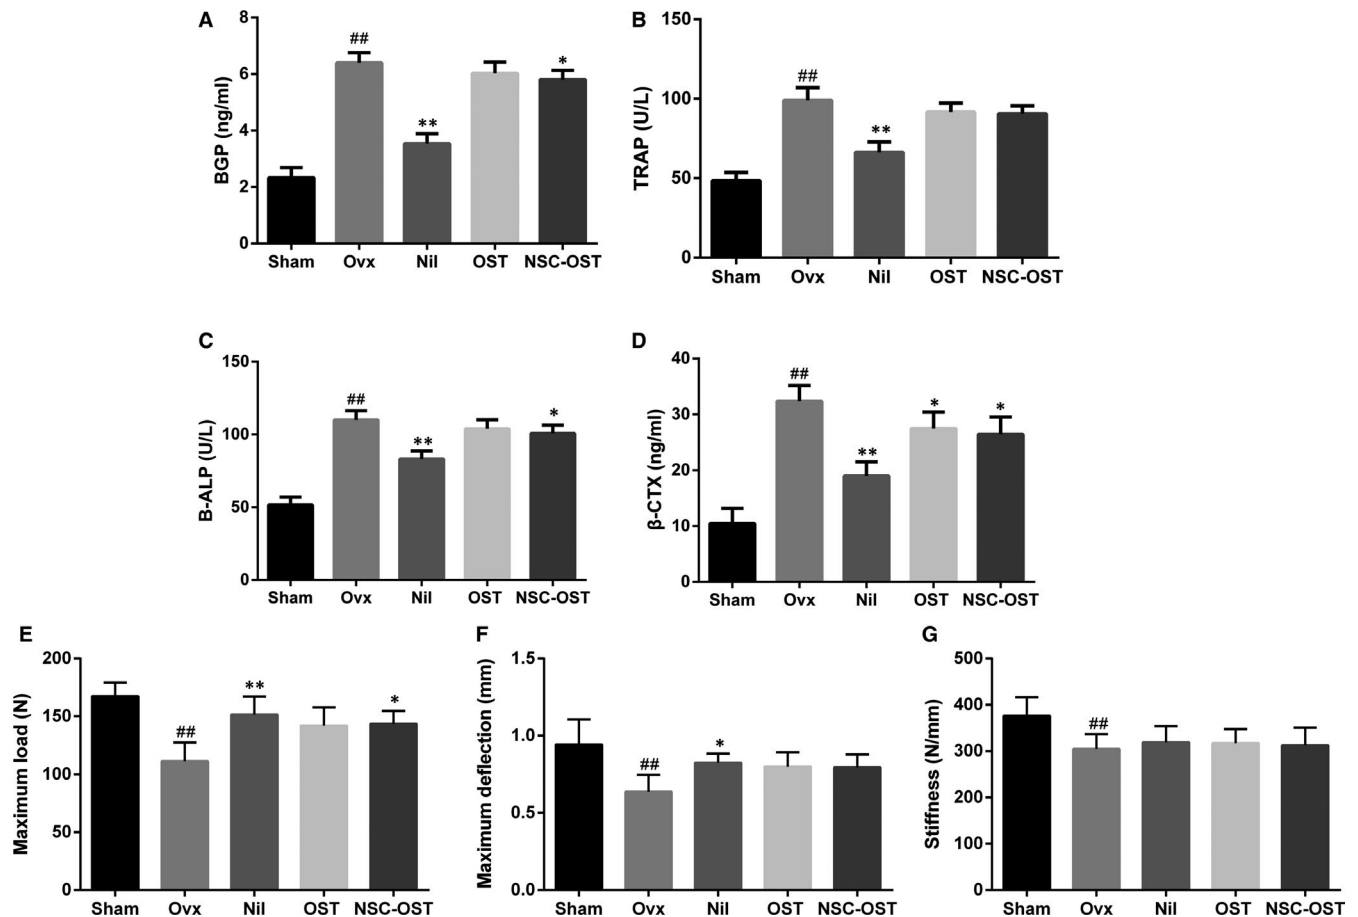 A
BGP (ng/ml)
8
6
4
2
0
##
**
*
Sham Ovx Nil OST NSC-OST
B
TRAP (U/L)
150
100
50
0
##
**
Sham Ovx Nil OST NSC-OST
C
B-ALP (U/L)
150
100
50
0
##
**
*
Sham Ovx Nil OST NSC-OST
D
β-CTX (ng/ml)
40
30
20
10
0
##
**
*
*
Sham Ovx Nil OST NSC-OST
E
Maximum load (N)
200
150
100
50
0
##
**
*
Sham Ovx Nil OST NSC-OST
F
Maximum deflection (mm)
1.5
1.0
0.5
0.0
##
*
Sham Ovx Nil OST NSC-OST
G
Stiffness (N/mm)
500
400
300
200
100
0
##
Sham Ovx Nil OST NSC-OST